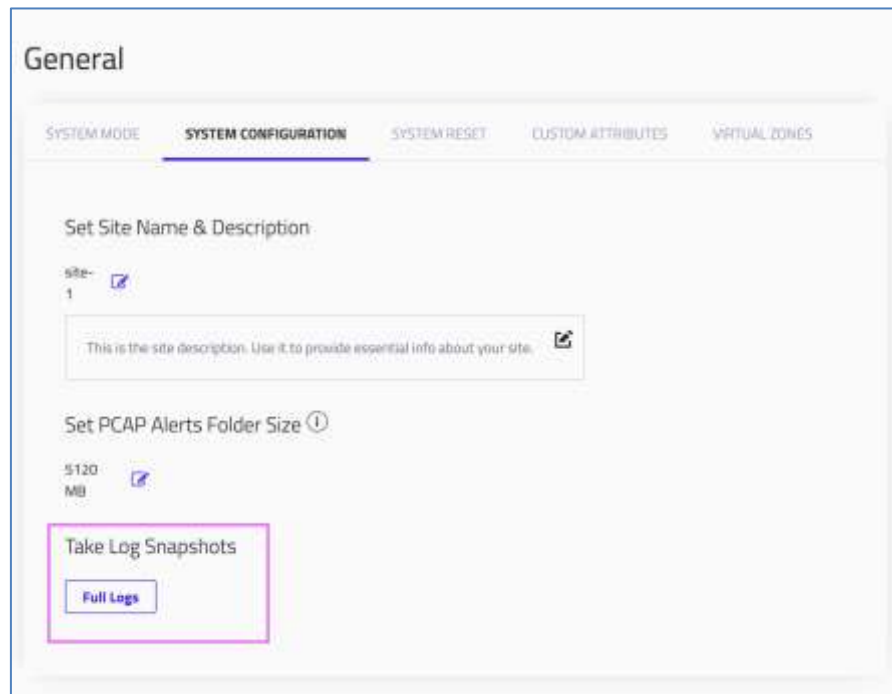 General
SYSTEM MODE SYSTEM CONFIGURATION SYSTEM RESET CUSTOM ATTRIBUTES VIRTUAL ZONES
Set Site Name & Description
site-
1
This is the site description. Use it to provide essential info about your site.
Set PCAP Alerts Folder Size
5120
MB
Take Log Snapshots
Full Logs